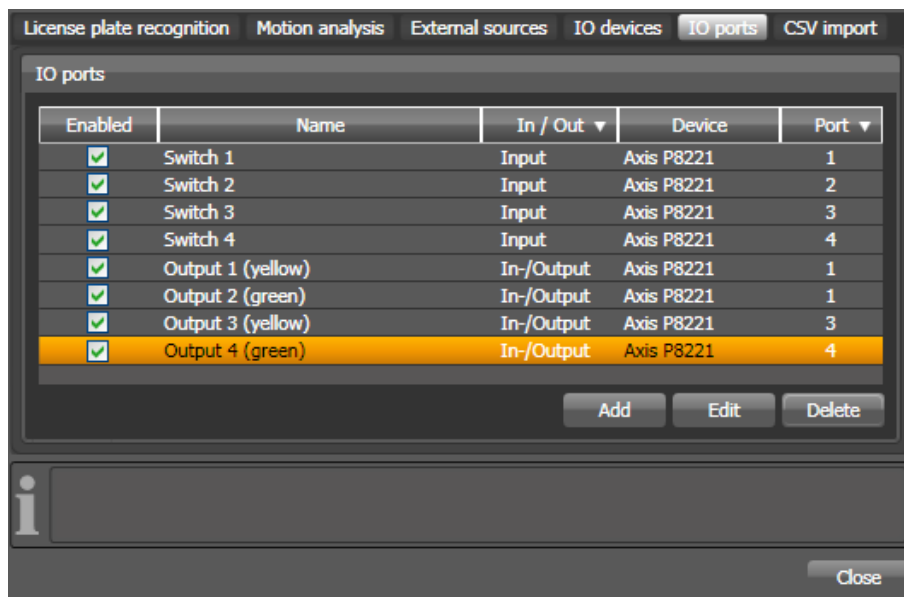 License plate recognition Motion analysis External sources IO devices IO ports CSV import
IO ports
Enabled Name In / Out Device Port
Switch 1 Input Axis P8221 1
Switch 2 Input Axis P8221 2
Switch 3 Input Axis P8221 3
Switch 4 Input Axis P8221 4
Output 1 (yellow) In-/Output Axis P8221 1
Output 2 (green) In-/Output Axis P8221 1
Output 3 (yellow) In-/Output Axis P8221 3
Output 4 (green) In-/Output Axis P8221 4
Add Edit Delete
Close